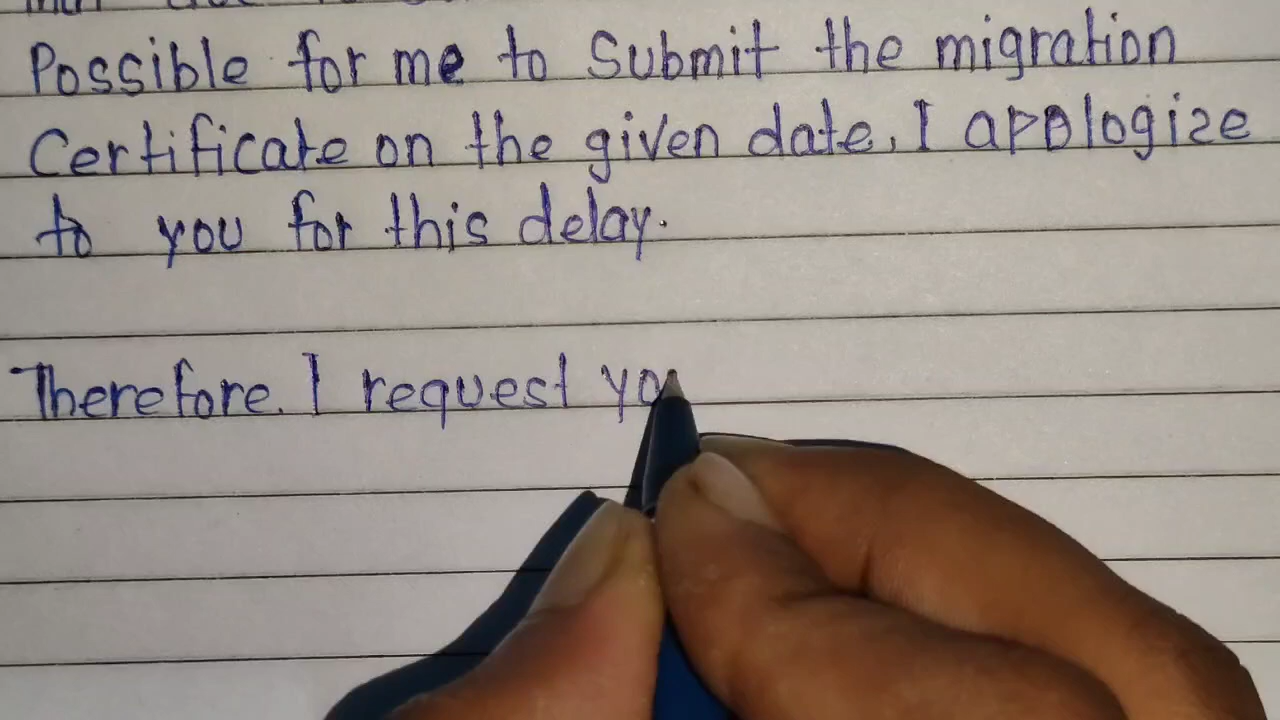 Possible for me to Submit the migration
Certificate on the given date, I apologize
to you for this delay.
Therefore. I request yo